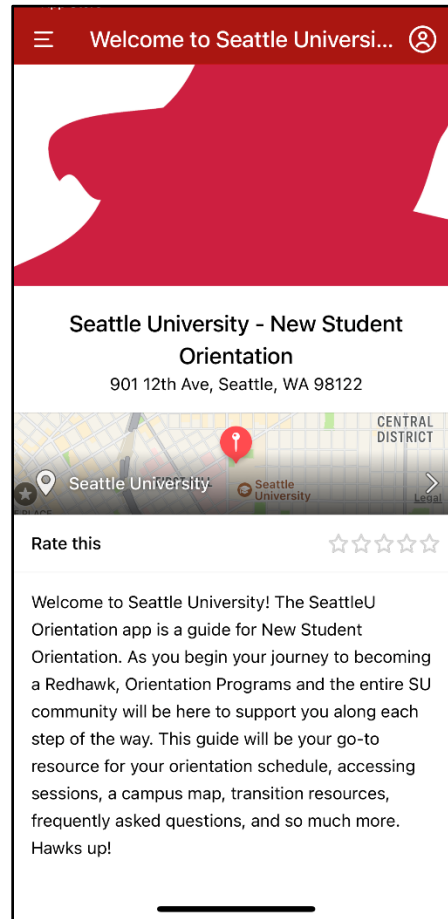 Welcome to Seattle Universi...
Seattle University - New Student
Orientation
901 12th Ave, Seattle, WA 98122
CENTRAL
DISTRICT
Seattle University
Seattle
University
Legal
Rate this
Welcome to Seattle University! The SeattleU
Orientation app is a guide for New Student
Orientation. As you begin your journey to becoming
a Redhawk, Orientation Programs and the entire SU
community will be here to support you along each
step of the way. This guide will be your go-to
resource for your orientation schedule, accessing
sessions, a campus map, transition resources,
frequently asked questions, and so much more.
Hawks up!